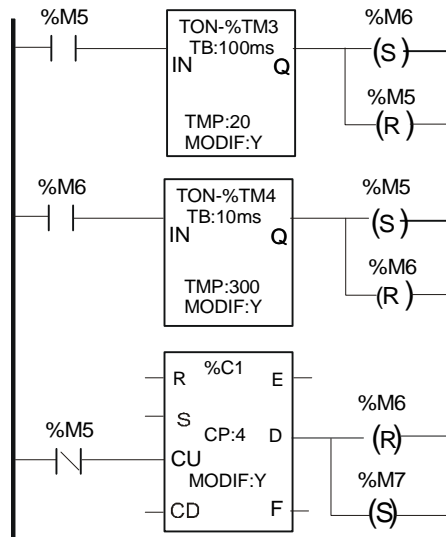 %M5
TON-%TM3
TB:100ms
IN Q
TMP:20
MODIF:Y
%M6
(S)
%M5
(R)
%M6
TON-%TM4
TB:10ms
IN Q
TMP:300
MODIF:Y
%M5
(S)
%M6
(R)
%M5
%C1
R E
S
CP:4 D
CU
MODIF:Y
CD F
%M6
(R)
%M7
(S)